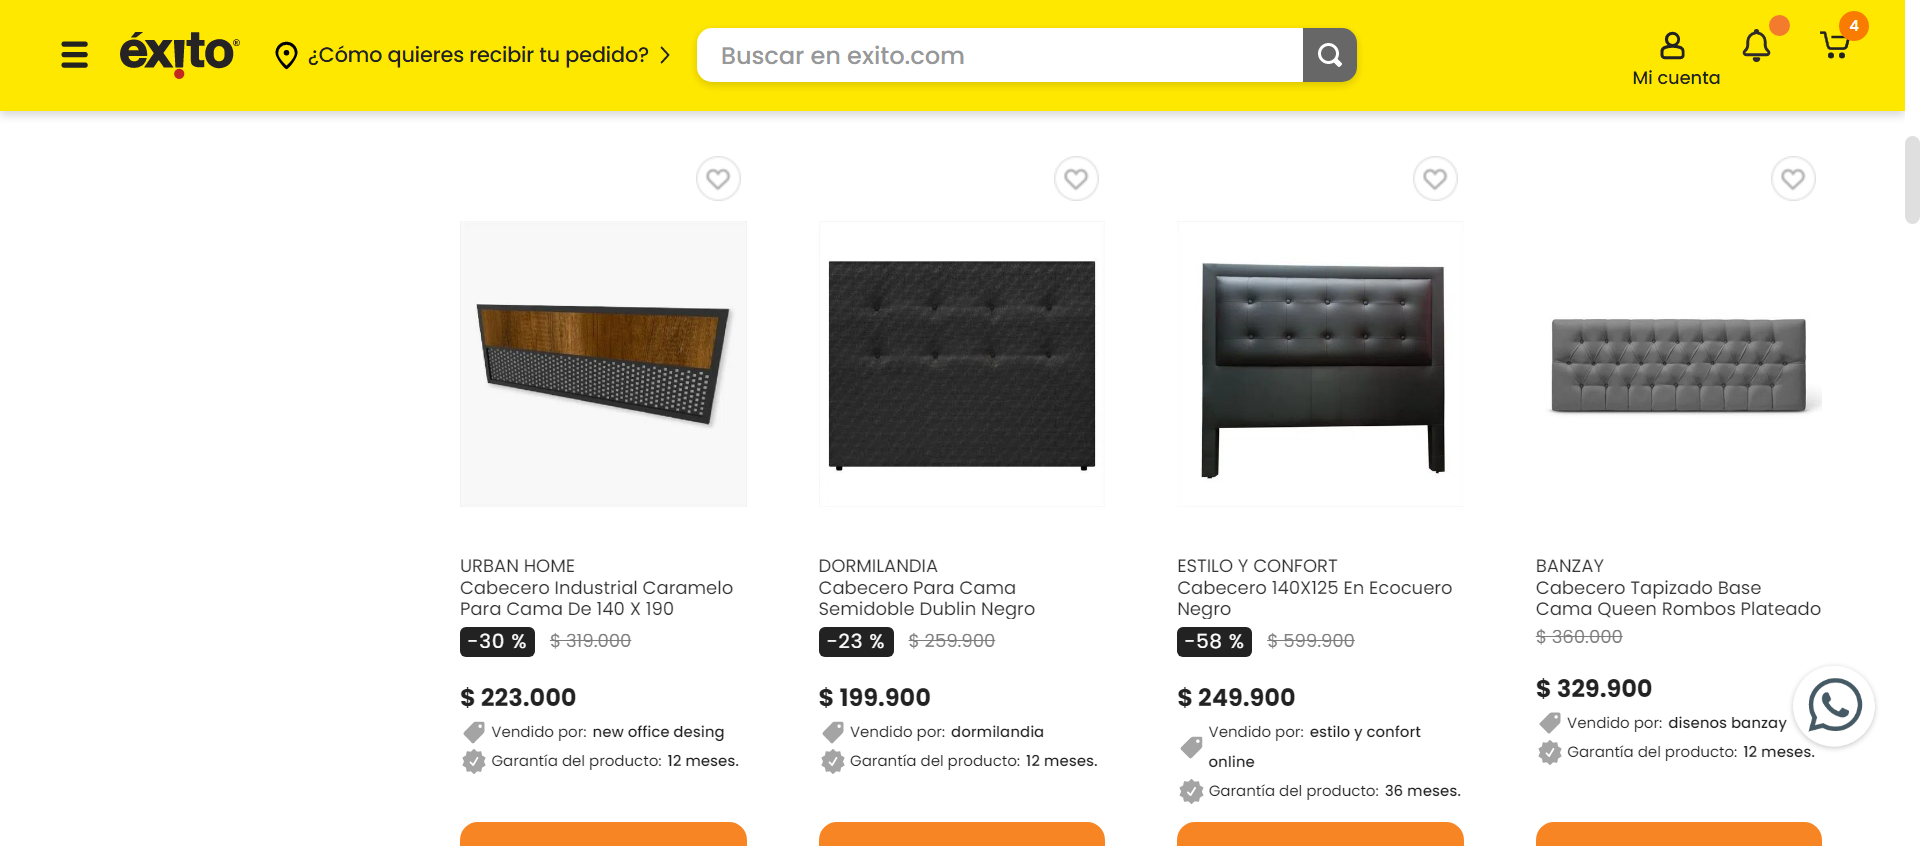 éxito®
¿Cómo quieres recibir tu pedido?
Buscar en exito.com
Mi cuenta
4
URBAN HOME
Cabecero Industrial Caramelo
Para Cama De 140 X 190
-30 % $ 319.000
$ 223.000
Vendido por: new office desing
Garantía del producto: 12 meses.
DORMILANDIA
Cabecero Para Cama
Semidoble Dublin Negro
-23 % $ 259.900
$ 199.900
Vendido por: dormilandia
Garantía del producto: 12 meses.
ESTILO Y CONFORT
Cabecero 140X125 En Ecocuero
Negro
-58 % $ 599.900
$ 249.900
Vendido por: estilo y confort
online
Garantía del producto: 36 meses.
BANZAY
Cabecero Tapizado Base
Cama Queen Rombos Plateado
$ 360.000
$ 329.900
Vendido por: disenos banzay
Garantía del producto: 12 meses.